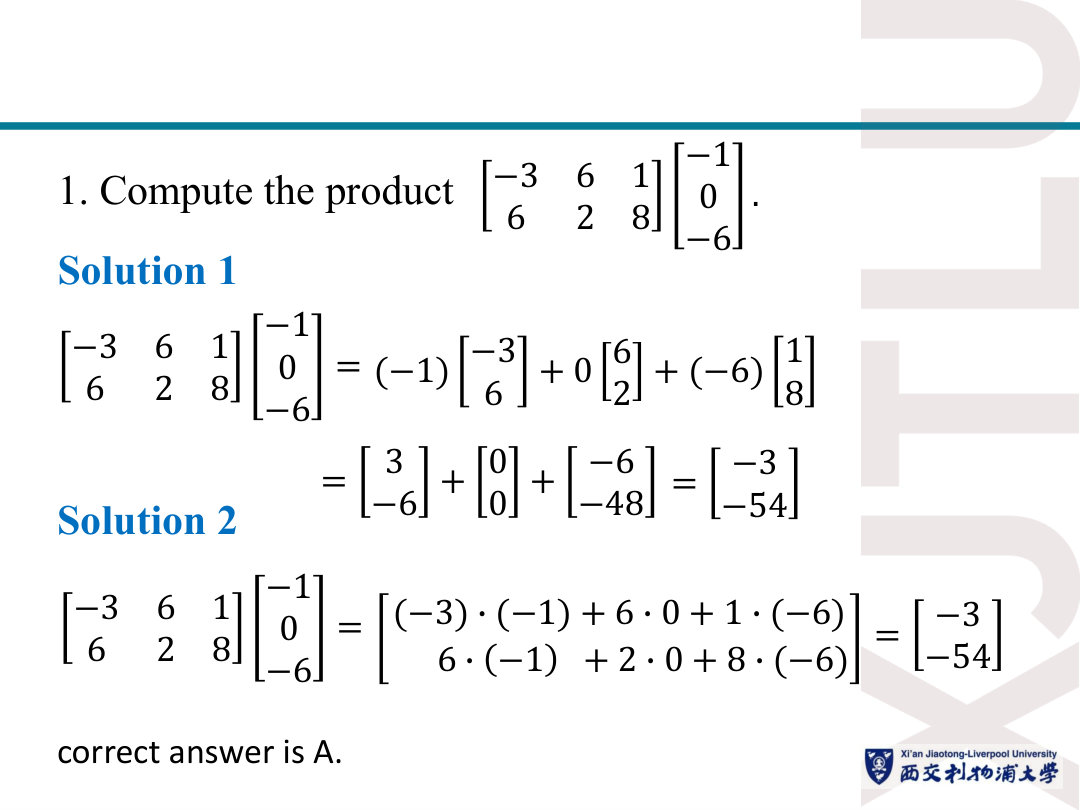 1. Compute the product [−3 6 1; 6 2 8] [−1; 0; −6].
Solution 1
[−3 6 1; 6 2 8] [−1; 0; −6] = (−1) [−3; 6] + 0 [6; 2] + (−6) [1; 8]
= [3; −6] + [0; 0] + [−6; −48] = [−3; −54]
Solution 2
[−3 6 1; 6 2 8] [−1; 0; −6] = [(−3) · (−1) + 6 · 0 + 1 · (−6); 6 · (−1) + 2 · 0 + 8 · (−6)] = [−3; −54]
correct answer is A.
XJTLU
Xi'an Jiaotong-Liverpool University
西交利物浦大学